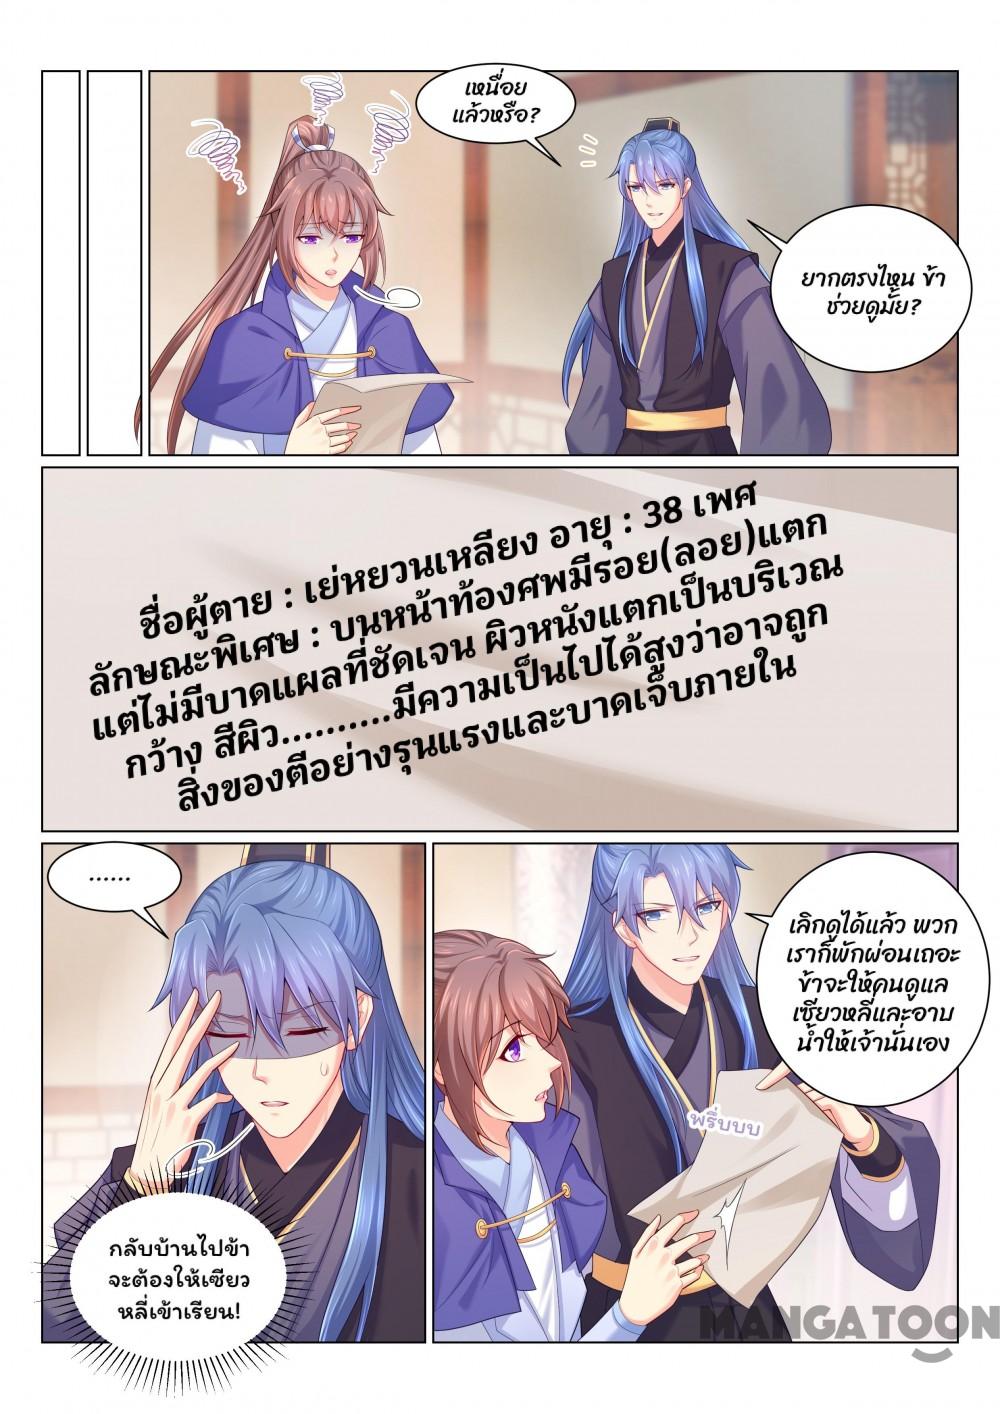 เหนื่อย
แล้วหรือ?
ยากตรงไหน ข้า
ช่วยดูมั้ย?
ชื่อผู้ตาย : เย่หยวนเหลียง อายุ : 38 เพศ
ลักษณะพิเศษ : บนหน้าท้องศพมีรอย(ลอย)แตก
แต่ไม่มีบาดแผลที่ชัดเจน ผิวหนังแตกเป็นบริเวณ
กว้าง สีผิว..........มีความเป็นไปได้สูงว่าอาจถูก
สิ่งของตีอย่างรุนแรงและบาดเจ็บภายใน
......
กลับบ้านไปข้า
จะต้องให้เซียว
หลี่เข้าเรียน!
เลิกดูได้แล้ว พวก
เราก็พักผ่อนเถอะ
ข้าจะให้คนดูแล
เซียวหลี่และอาบ
น้ำให้เจ้านั่นเอง
พรึ่บบบ
MANGATOON